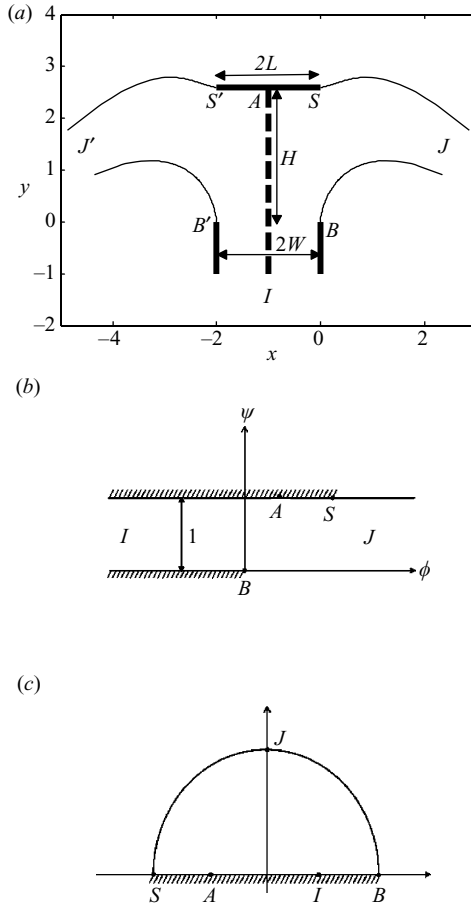 (a)
4
2L
S′ A S
3
J′ J
2
H
y
1
B′ B
0
2W
−1
I
−2
−4 −2 0 2
x
(b)
ψ
A S
I 1 J
B ϕ
(c)
J
S A I B